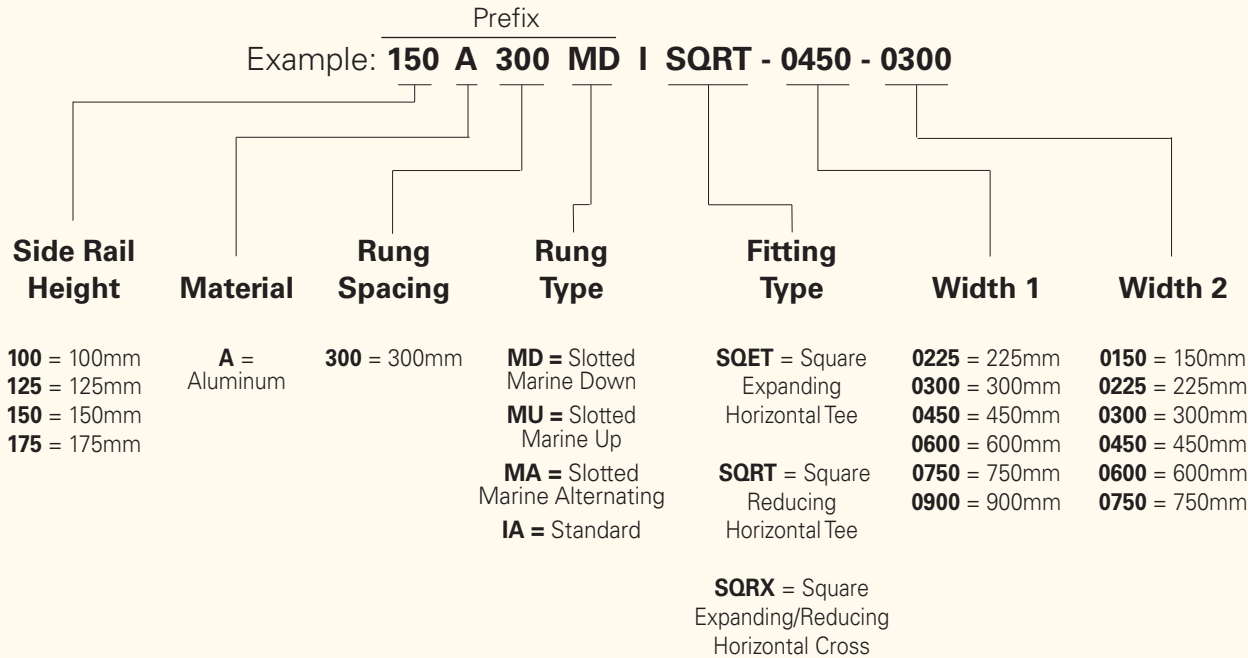 Prefix
Example: 150 A 300 MD I SQRT - 0450 - 0300
Side Rail
Height
Material
Rung
Spacing
Rung
Type
Fitting
Type
Width 1
Width 2
100 = 100mm
125 = 125mm
150 = 150mm
175 = 175mm
A =
Aluminum
300 = 300mm
MD = Slotted
Marine Down
MU = Slotted
Marine Up
MA = Slotted
Marine Alternating
IA = Standard
SQET = Square
Expanding
Horizontal Tee
SQRT = Square
Reducing
Horizontal Tee
SQRX = Square
Expanding/Reducing
Horizontal Cross
0225 = 225mm
0300 = 300mm
0450 = 450mm
0600 = 600mm
0750 = 750mm
0900 = 900mm
0150 = 150mm
0225 = 225mm
0300 = 300mm
0450 = 450mm
0600 = 600mm
0750 = 750mm